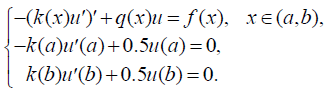 −(k(x)u′)′ + q(x)u = f(x), x∈(a,b),
−k(a)u′(a) + 0.5u(a) = 0,
k(b)u′(b) + 0.5u(b) = 0.